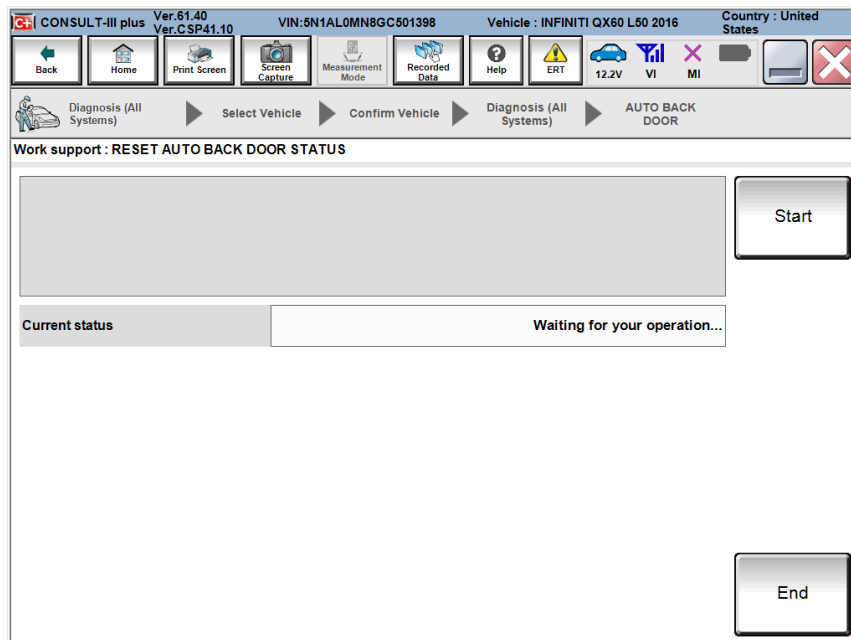 C+ CONSULT-III plus Ver.61.40
Ver.CSP41.10
VIN:5N1AL0MN8GC501398
Vehicle : INFINITI QX60 L50 2016
Country : United
States
Back
Home
Print Screen
Screen
Capture
Measurement
Mode
Recorded
Data
Help
ERT
12.2V
VI
MI
Diagnosis (All
Systems)
Select Vehicle
Confirm Vehicle
Diagnosis (All
Systems)
AUTO BACK
DOOR
Work support : RESET AUTO BACK DOOR STATUS
Start
Current status
Waiting for your operation...
End